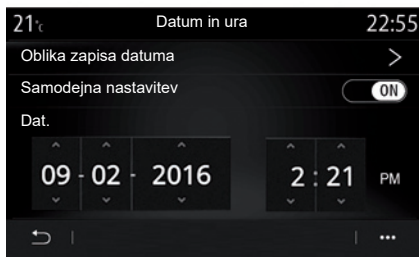 21°c Datum in ura 22:55
Oblika zapisa datuma >
Samodejna nastavitev ON
Dat.
09 - 02 - 2016 2 : 21 PM